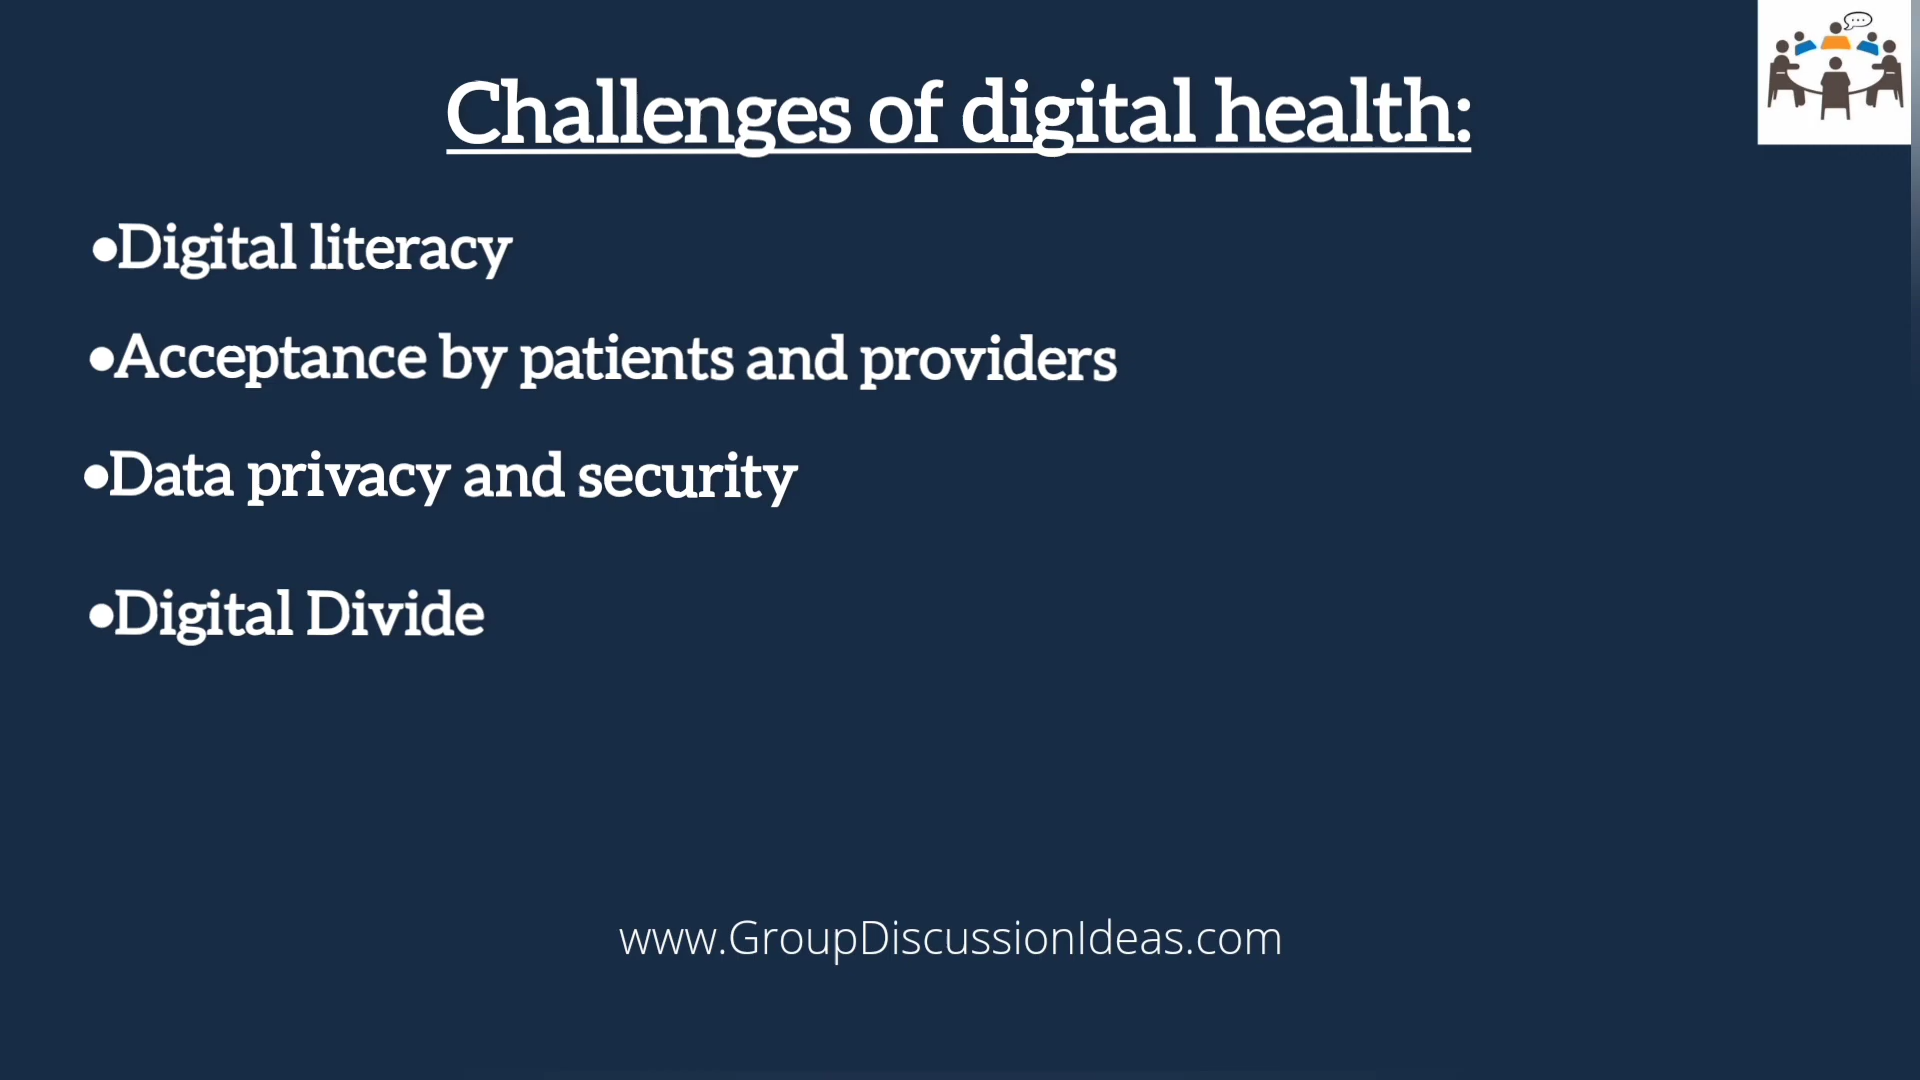 Challenges of digital health:
•Digital literacy
•Acceptance by patients and providers
•Data privacy and security
•Digital Divide
www.GroupDiscussionIdeas.com